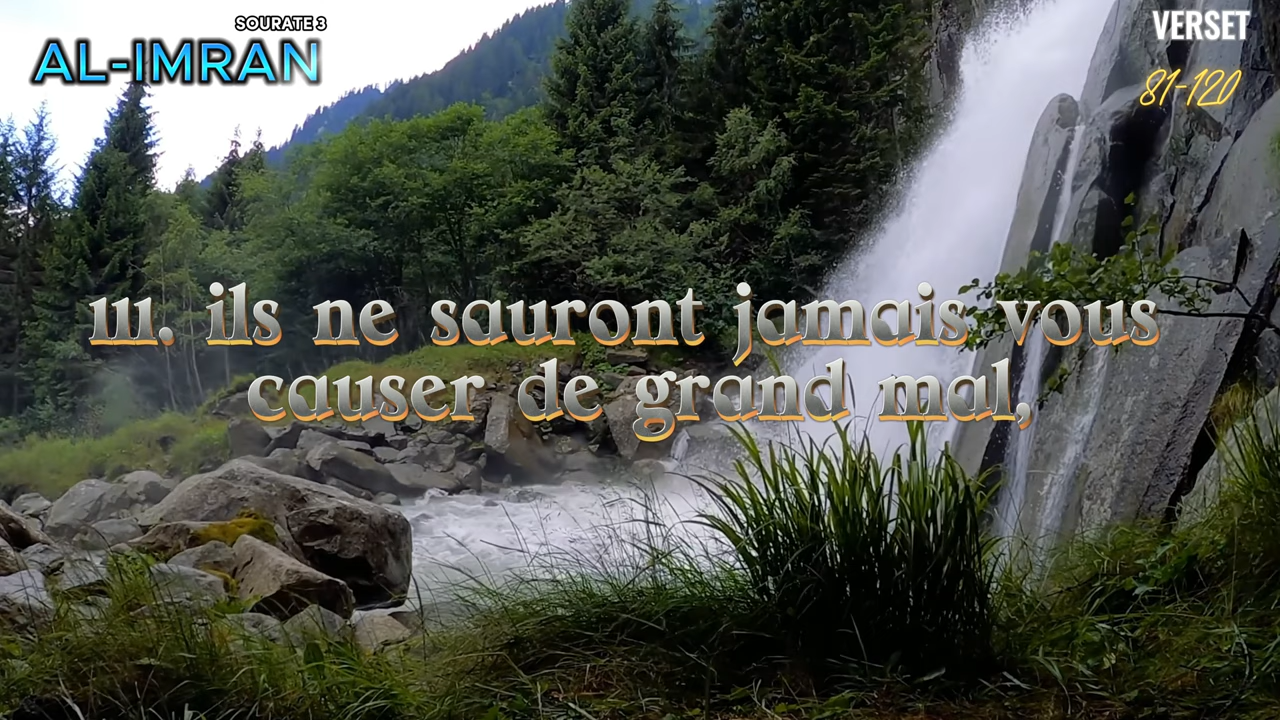 SOURATE 3
AL-IMRAN
VERSET
81-120
111. ils ne sauront jamais vous
causer de grand mal,